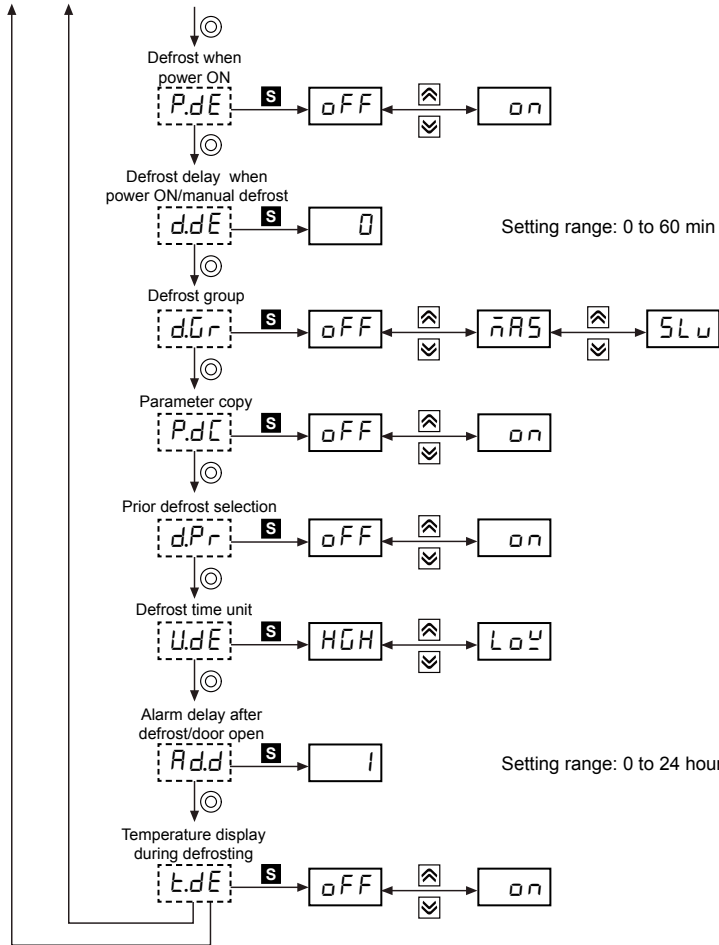 Defrost when
power ON
P.dE S oFF on
Defrost delay when
power ON/manual defrost
d.dE S 0 Setting range: 0 to 60 min
Defrost group
d.Gr S oFF n̄AS SLu
Parameter copy
P.dC S oFF on
Prior defrost selection
d.Pr S oFF on
Defrost time unit
U.dE S HGH LoY
Alarm delay after
defrost/door open
Ad.d S 1 Setting range: 0 to 24 hour
Temperature display
during defrosting
t.dE S oFF on